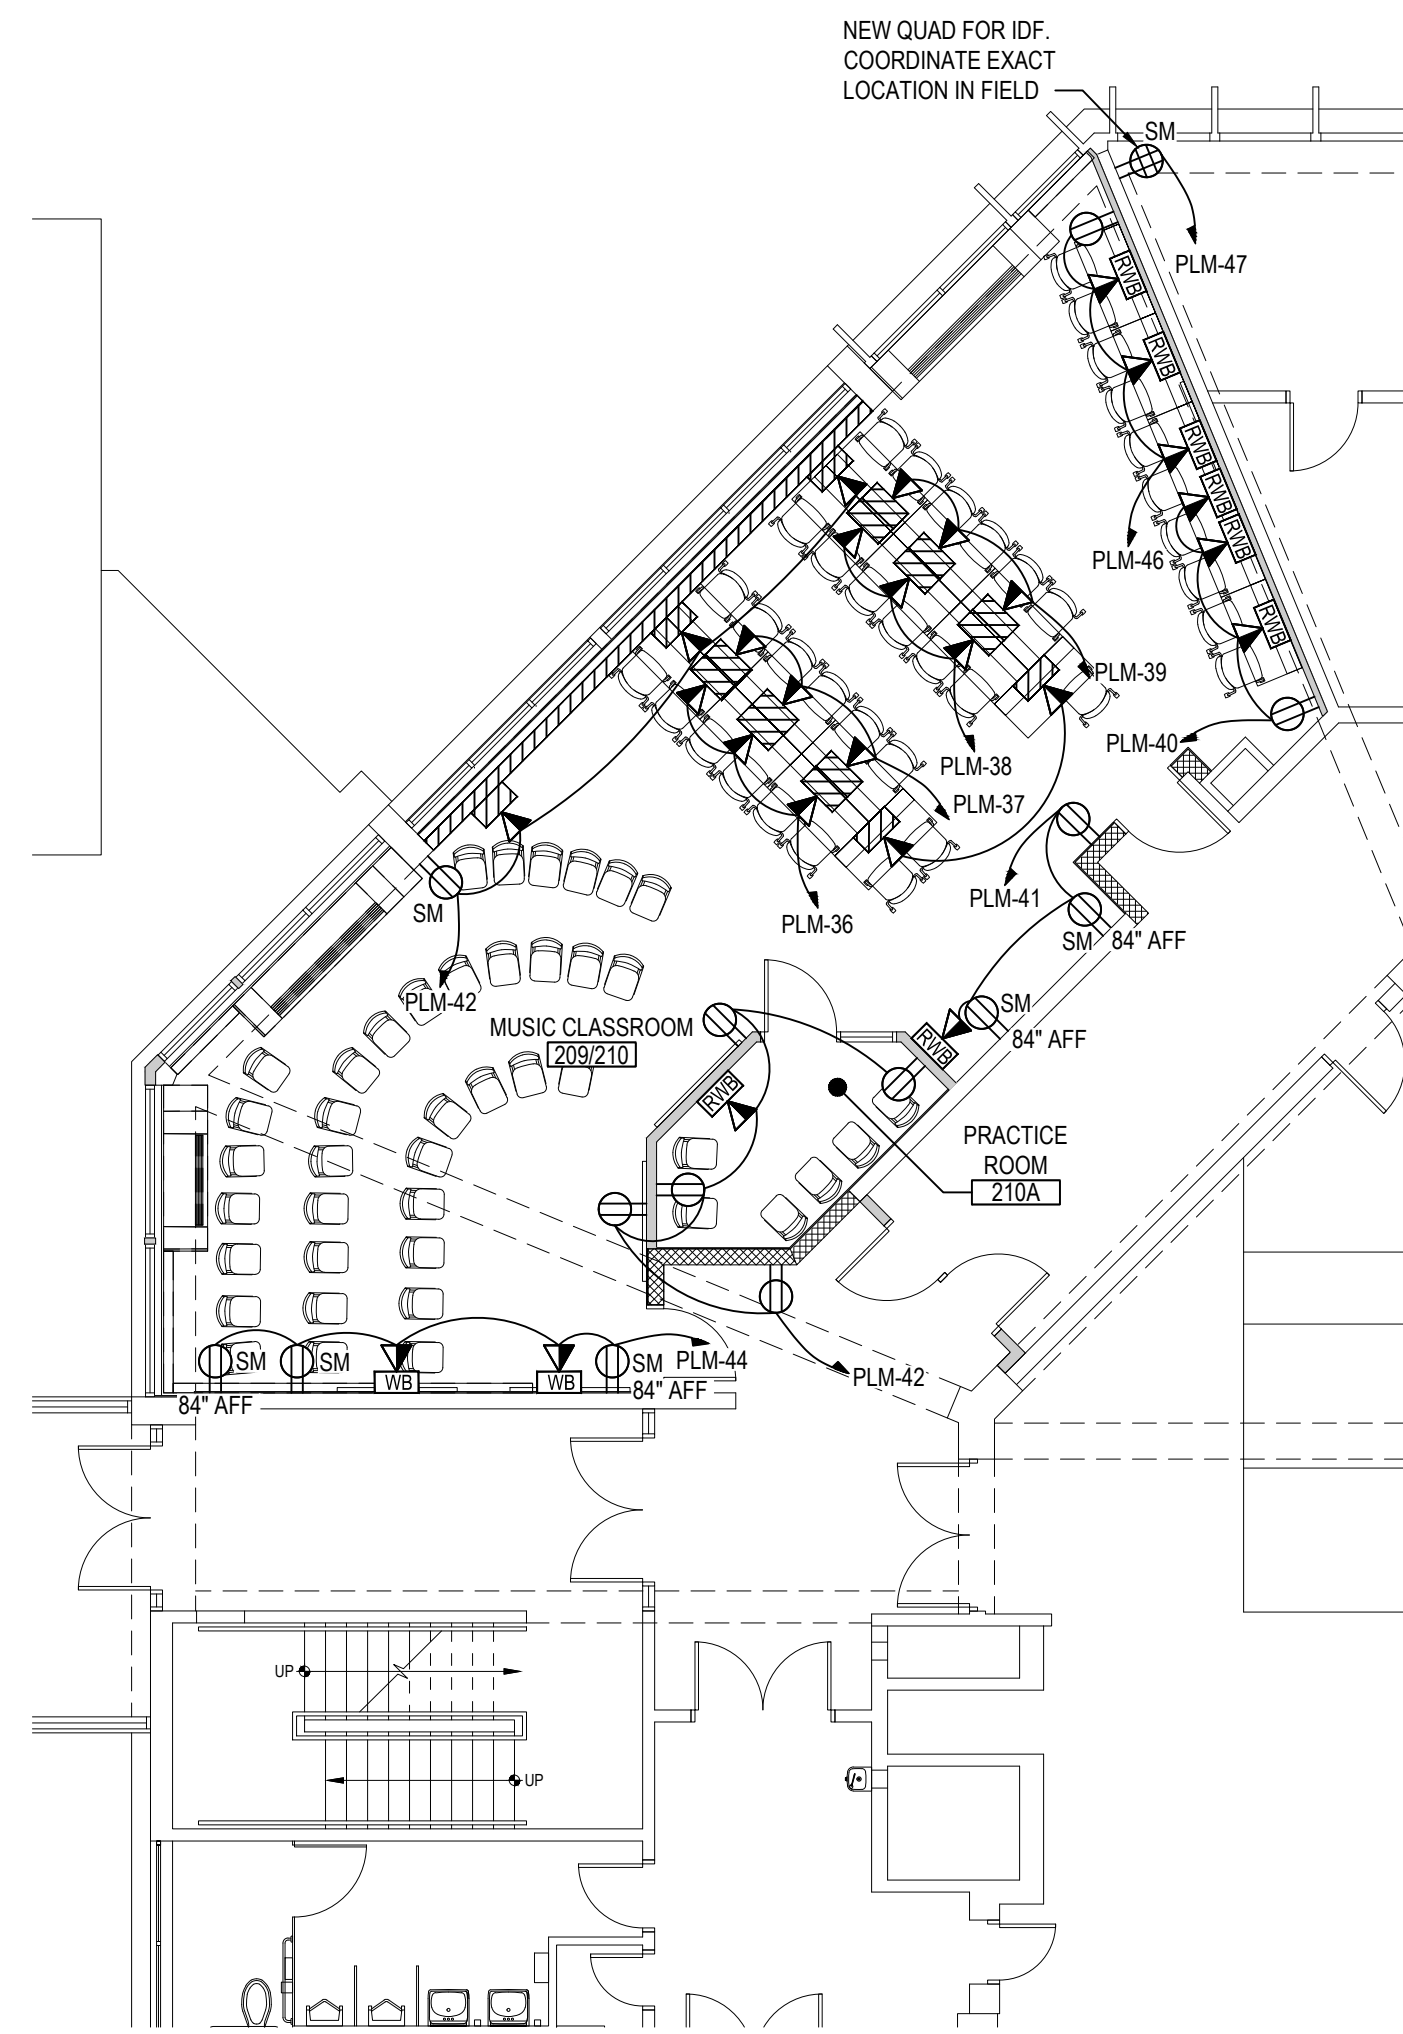 NEW QUAD FOR IDF.
COORDINATE EXACT
LOCATION IN FIELD
SM
PLM-47
RWB
RWB
RWB
RWB
RWB
PLM-46
RWB
PLM-39
PLM-40
PLM-38
PLM-37
PLM-41
PLM-36
SM
SM
84" AFF
PLM-42
SM
MUSIC CLASSROOM
209/210
84" AFF
RWB
RWB
PRACTICE
ROOM
210A
SM
SM
SM
PLM-44
PLM-42
WB
WB
84" AFF
84" AFF
UP
UP